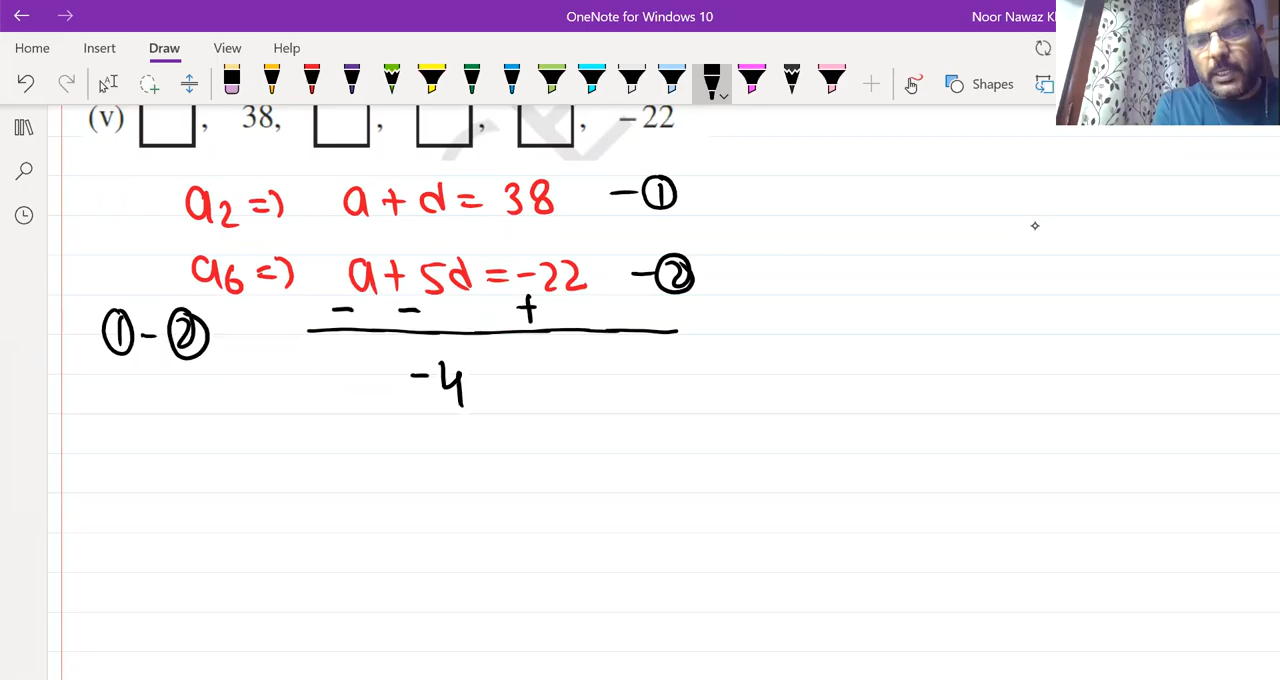 OneNote for Windows 10
Noor Nawaz Kh
Home Insert Draw View Help
Shapes
(v) , 38, , , , –22
a2 => a + d = 38 – ①
a6 => a + 5d = -22 – ②
① - ② - - +
- 4